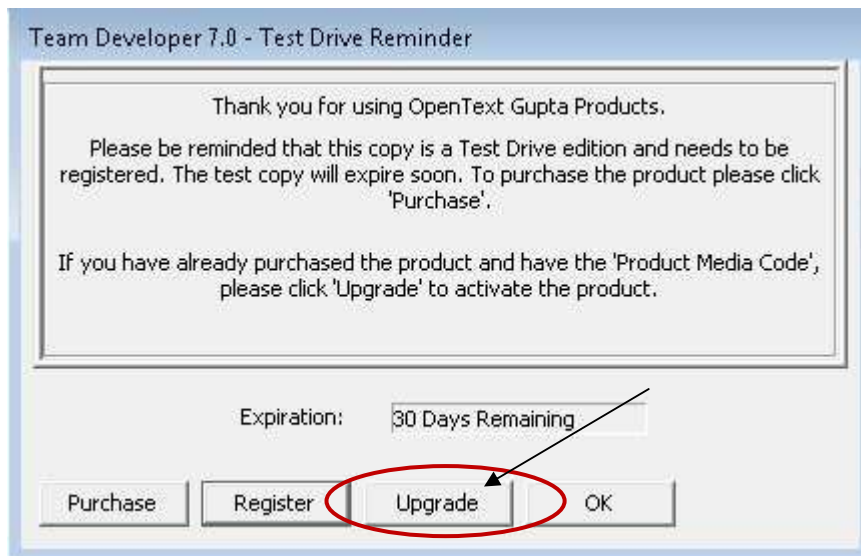 Team Developer 7.0 - Test Drive Reminder
Thank you for using OpenText Gupta Products.
Please be reminded that this copy is a Test Drive edition and needs to be
registered. The test copy will expire soon. To purchase the product please click
'Purchase'.
If you have already purchased the product and have the 'Product Media Code',
please click 'Upgrade' to activate the product.
Expiration: 30 Days Remaining
Purchase Register Upgrade OK